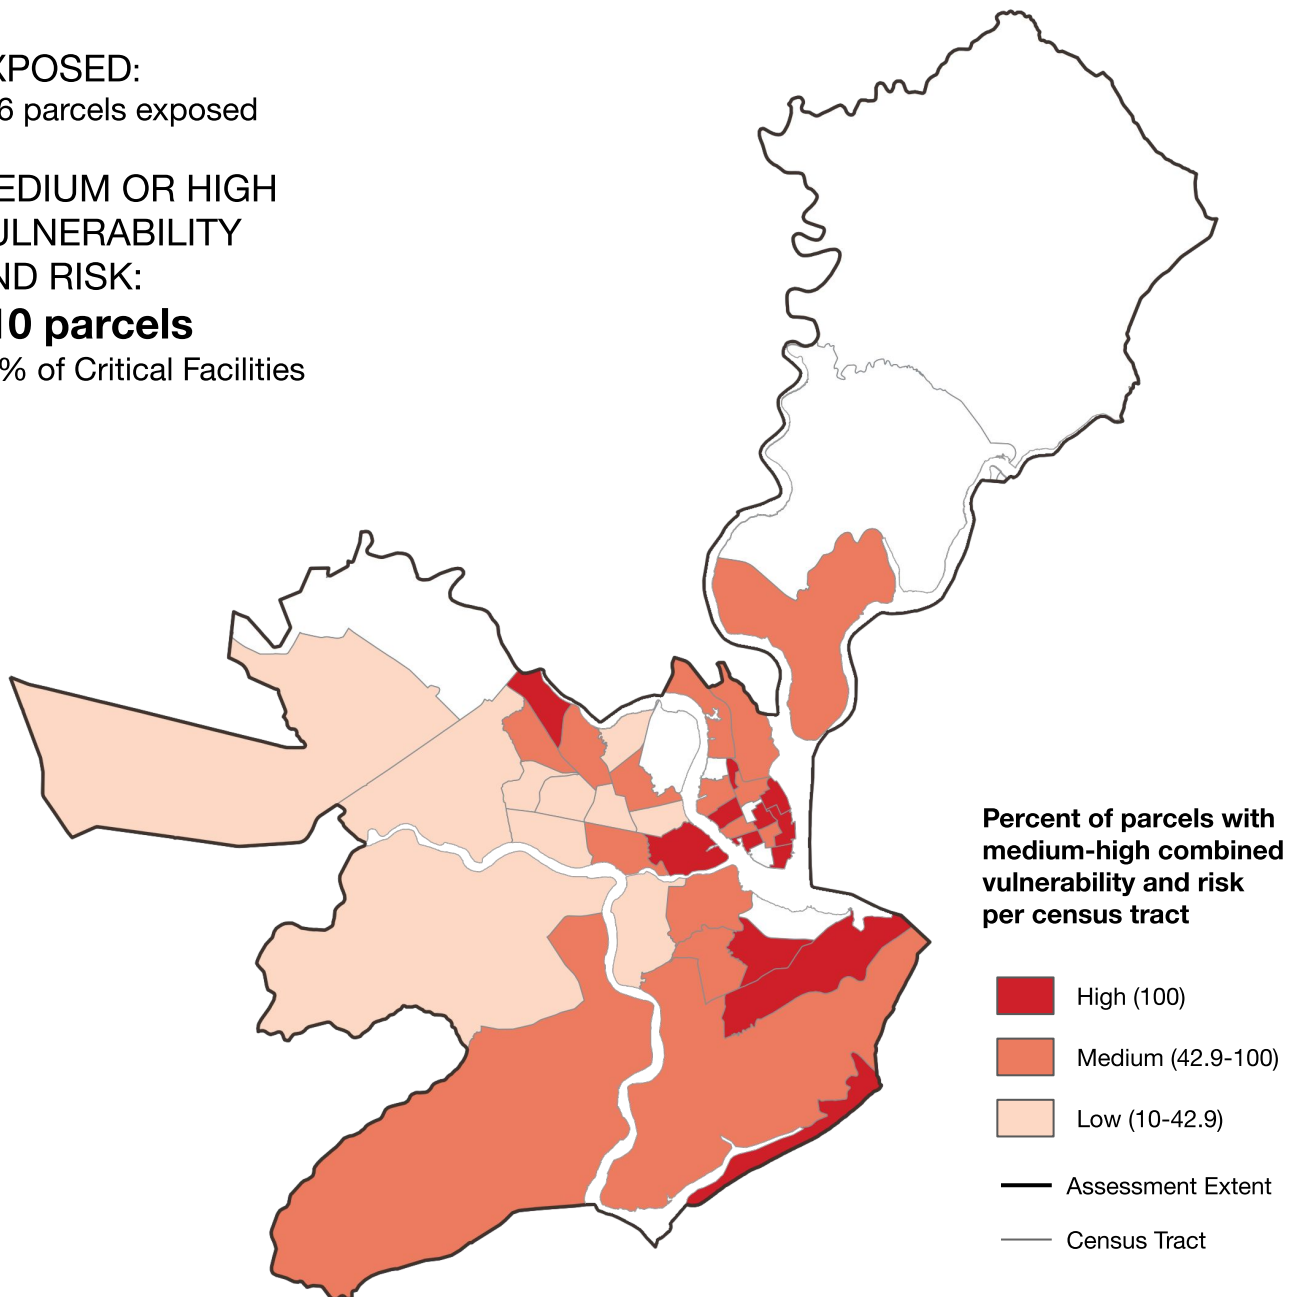 XPOSED:
6 parcels exposed
EDIUM OR HIGH
ULNERABILITY
ND RISK:
10 parcels
% of Critical Facilities
Percent of parcels with
medium-high combined
vulnerability and risk
per census tract
High (100)
Medium (42.9-100)
Low (10-42.9)
Assessment Extent
Census Tract